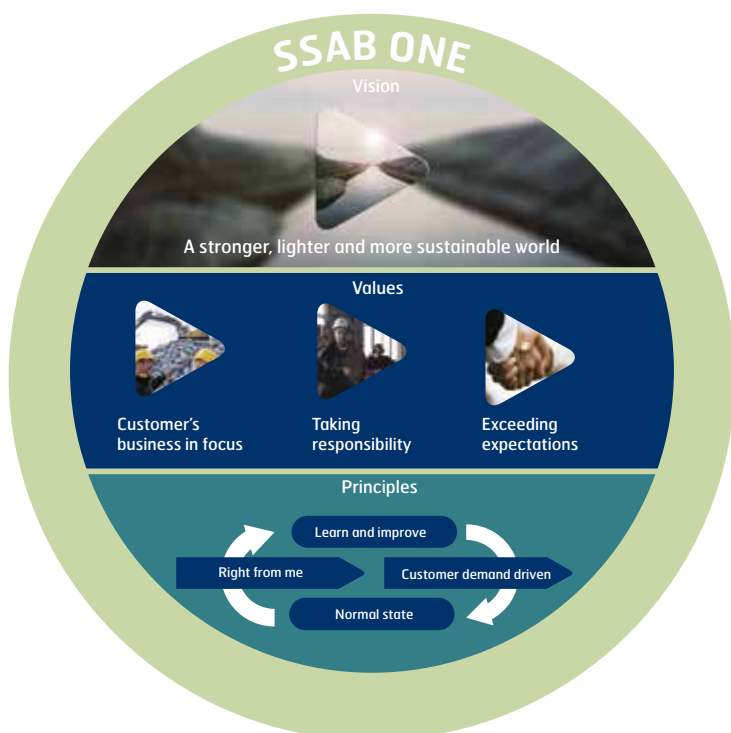 SSAB ONE
Vision
A stronger, lighter and more sustainable world
Values
Customer's
business in focus
Taking
responsibility
Exceeding
expectations
Principles
Learn and improve
Right from me
Customer demand driven
Normal state